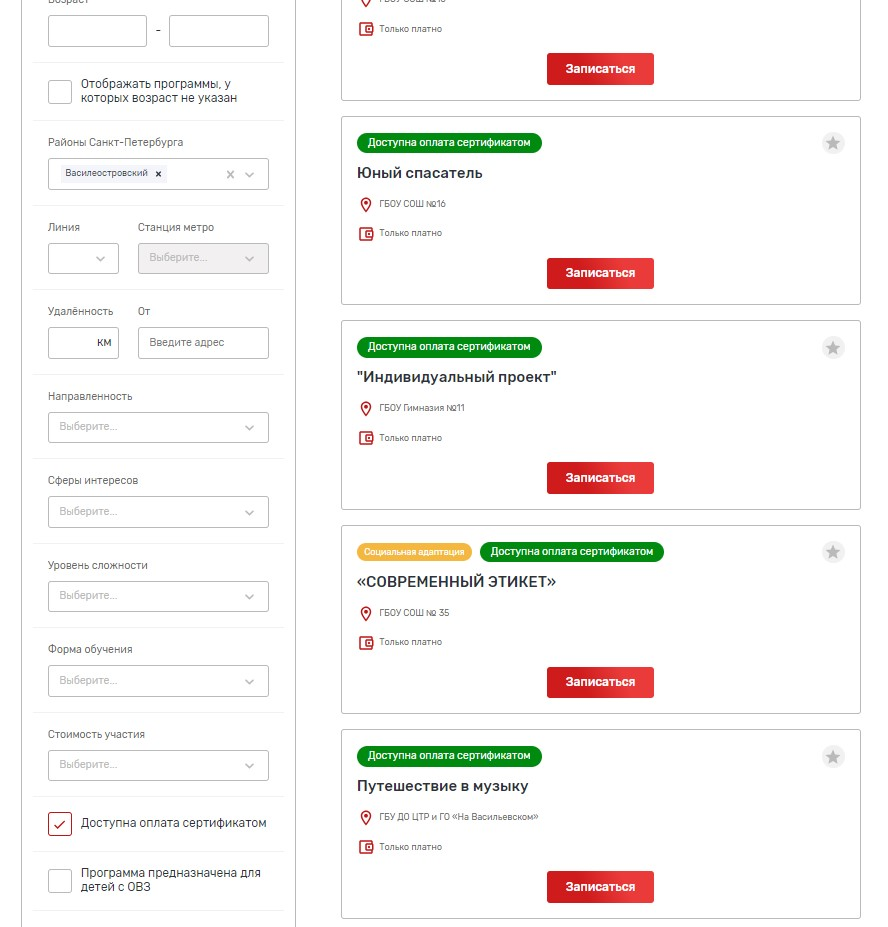 Возраст
-
Отображать программы, у
которых возраст не указан
Районы Санкт-Петербурга
Василеостровский ×
Линия
Станция метро
Выберите...
Удалённость
От
км
Введите адрес
Направленность
Выберите...
Сферы интересов
Выберите...
Уровень сложности
Выберите...
Форма обучения
Выберите...
Стоимость участия
Выберите...
Доступна оплата сертификатом
Программа предназначена для
детей с ОВЗ
Только платно
Записаться
Доступна оплата сертификатом
Юный спасатель
ГБОУ СОШ №16
Только платно
Записаться
Доступна оплата сертификатом
"Индивидуальный проект"
ГБОУ Гимназия №11
Только платно
Записаться
Социальная адаптация
Доступна оплата сертификатом
«СОВРЕМЕННЫЙ ЭТИКЕТ»
ГБОУ СОШ № 35
Только платно
Записаться
Доступна оплата сертификатом
Путешествие в музыку
ГБУ ДО ЦТР и ГО «На Васильевском»
Только платно
Записаться